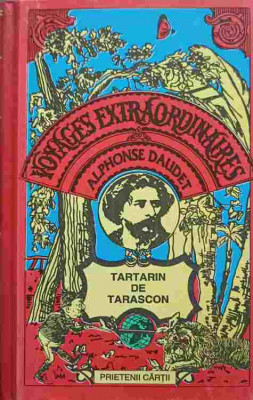 VOYAGES EXTRAORDINAIRES
ALPHONSE DAUDET
TARTARIN
DE
TARASCON
PRIETENII CĂRȚII